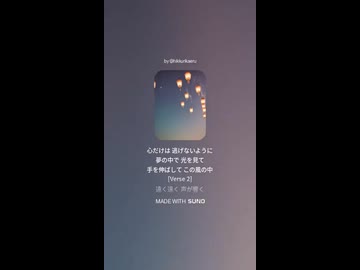 by @hikkurikaeru
心だけは 逃げないように
夢の中で 光を見て
手を伸ばして この風の中
[Verse 2]
遠く遠く 声が響く
MADE WITH SUNO